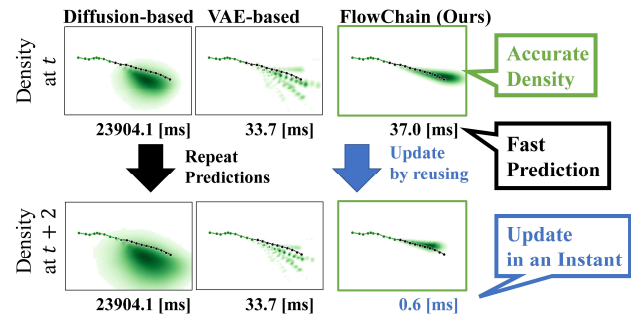 Diffusion-based VAE-based FlowChain (Ours)
Density
at t
Accurate
Density
23904.1 [ms] 33.7 [ms] 37.0 [ms]
Repeat
Predictions
Update
by reusing
Fast
Prediction
Density
at t + 2
Update
in an Instant
23904.1 [ms] 33.7 [ms] 0.6 [ms]